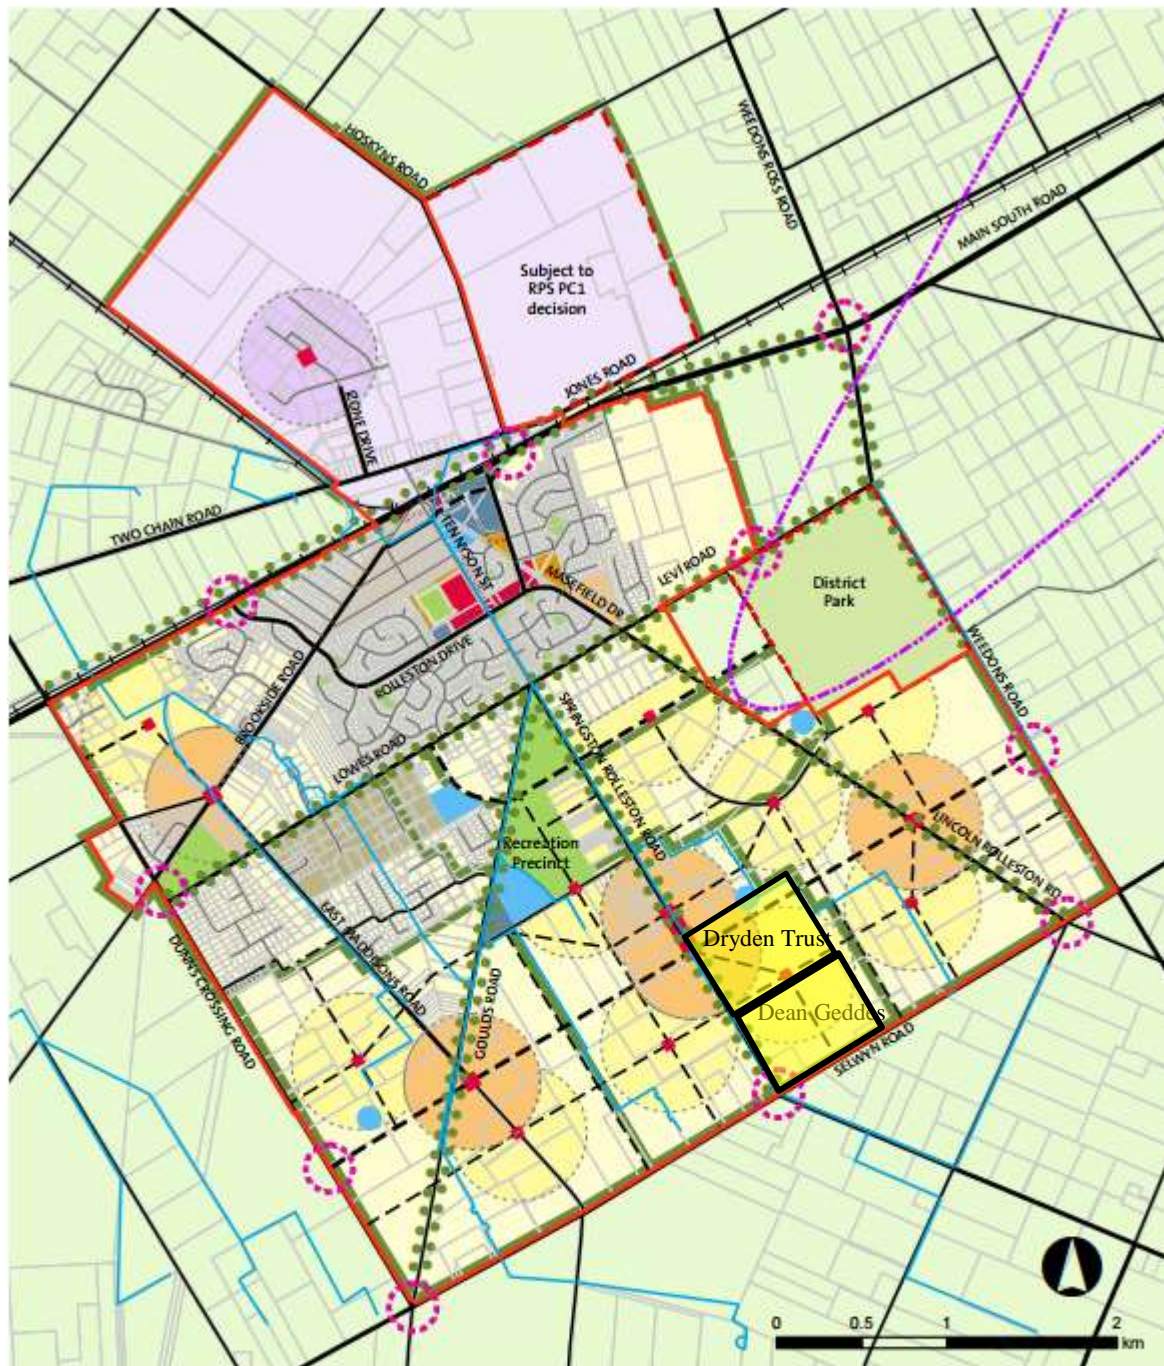 HOSKYNS ROAD
WEEDONS ROSS ROAD
MAIN SOUTH ROAD
Subject to
RPS PC1
decision
JONES ROAD
IZONE DRIVE
TWO CHAIN ROAD
TENNYSON ST
MASEFIELD DR
LEVI ROAD
District
Park
ROLLESTON DRIVE
BROOKSIDE ROAD
LOWES ROAD
SPRINGSTON ROLLESTON ROAD
WEEDONS ROAD
Recreation
Precinct
LINCOLN ROLLESTON RD
EAST MADDISONS ROAD
DUNNS CROSSING ROAD
GOULDS ROAD
Dryden Trust
Dean Geddes
SELWYN ROAD
0 0.5 1 2
km